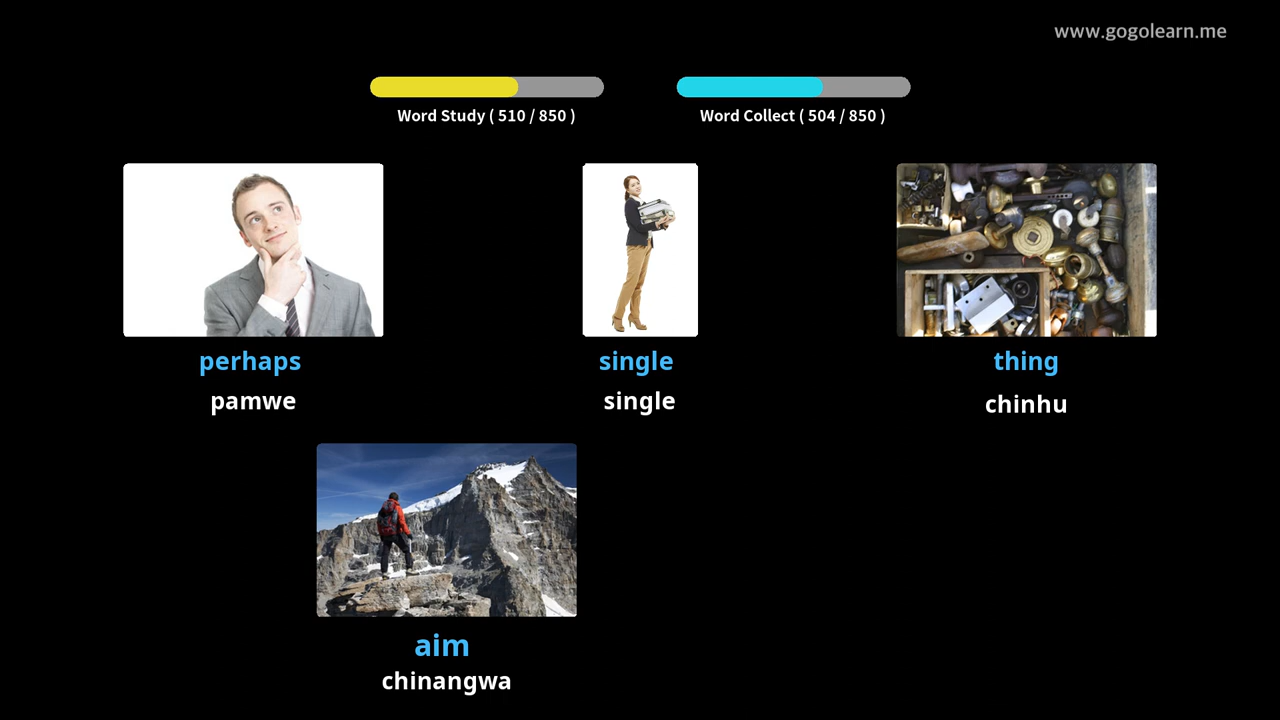 www.gogolearn.me
Word Study ( 510 / 850 )
Word Collect ( 504 / 850 )
perhaps
pamwe
single
single
thing
chinhu
aim
chinangwa